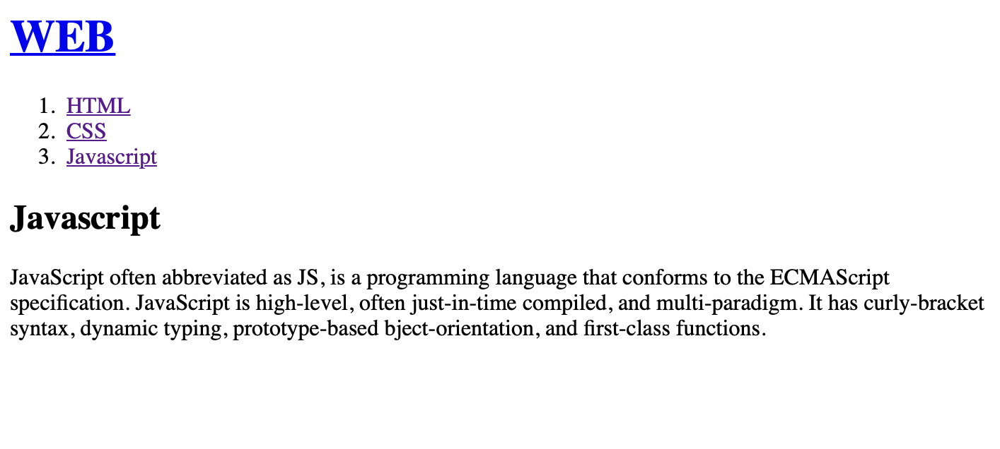 WEB
1. HTML
2. CSS
3. Javascript
Javascript
JavaScript often abbreviated as JS, is a programming language that conforms to the ECMAScript
specification. JavaScript is high-level, often just-in-time compiled, and multi-paradigm. It has curly-bracket
syntax, dynamic typing, prototype-based bject-orientation, and first-class functions.